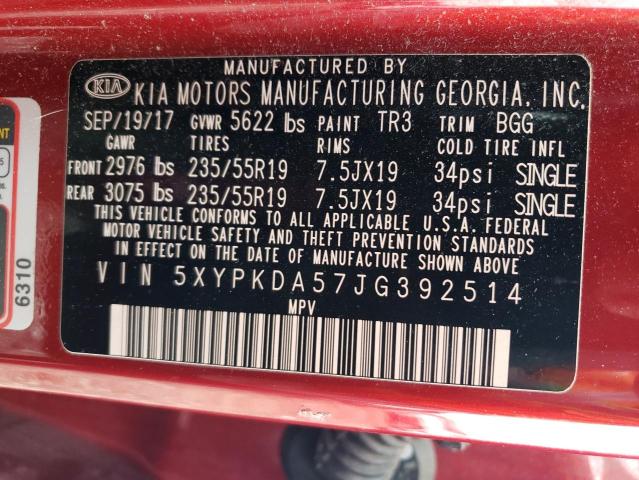 MANUFACTURED BY
KIA KIA MOTORS MANUFACTURING GEORGIA, INC.
SEP/19/17 GVWR 5622 lbs PAINT TR3 TRIM BGG
GAWR TIRES RIMS COLD TIRE INFL
FRONT 2976 lbs 235/55R19 7.5JX19 34psi SINGLE
REAR 3075 lbs 235/55R19 7.5JX19 34psi SINGLE
THIS VEHICLE CONFORMS TO ALL APPLICABLE U.S.A. FEDERAL
MOTOR VEHICLE SAFETY AND THEFT PREVENTION STANDARDS
IN EFFECT ON THE DATE OF MANUFACTURE SHOWN ABOVE.
VIN 5XYPKDA57JG392514
MPV
6310